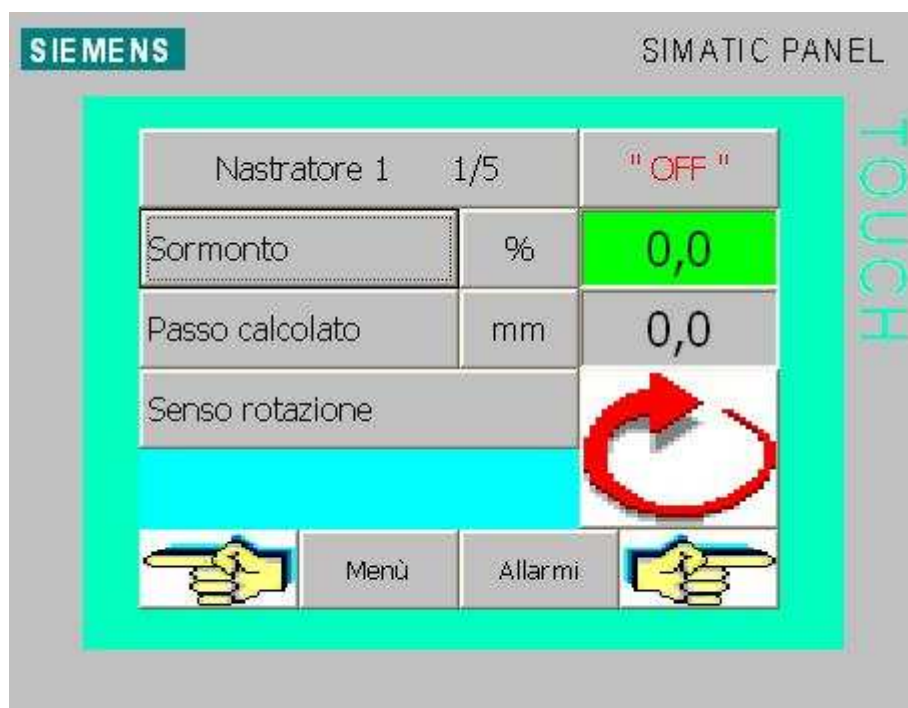 SIEMENS SIMATIC PANEL
TOUCH
Nastratore 1 1/5 " OFF "
Sormonto % 0,0
Passo calcolato mm 0,0
Senso rotazione
Menù Allarmi